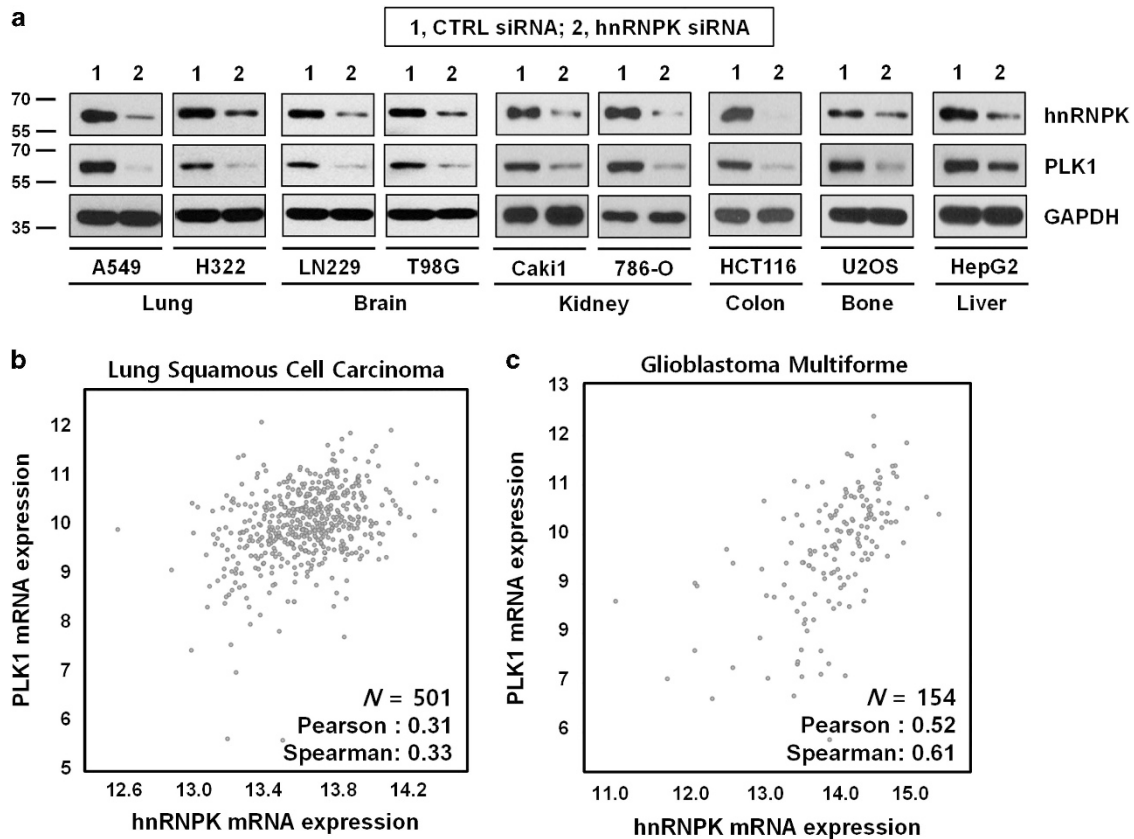 a
1, CTRL siRNA; 2, hnRNPK siRNA
1 2 1 2 1 2 1 2 1 2 1 2 1 2 1 2 1 2
70
55
hnRNPK
70
55
PLK1
35
GAPDH
A549 H322 LN229 T98G Caki1 786-O HCT116 U2OS HepG2
Lung Brain Kidney Colon Bone Liver
b
Lung Squamous Cell Carcinoma
PLK1 mRNA expression
12
11
10
9
8
7
6
5
N = 501
Pearson : 0.31
Spearman: 0.33
12.6 13.0 13.4 13.8 14.2
hnRNPK mRNA expression
c
Glioblastoma Multiforme
PLK1 mRNA expression
13
12
11
10
9
9
7
6
N = 154
Pearson : 0.52
Spearman: 0.61
11.0 12.0 13.0 14.0 15.0
hnRNPK mRNA expression